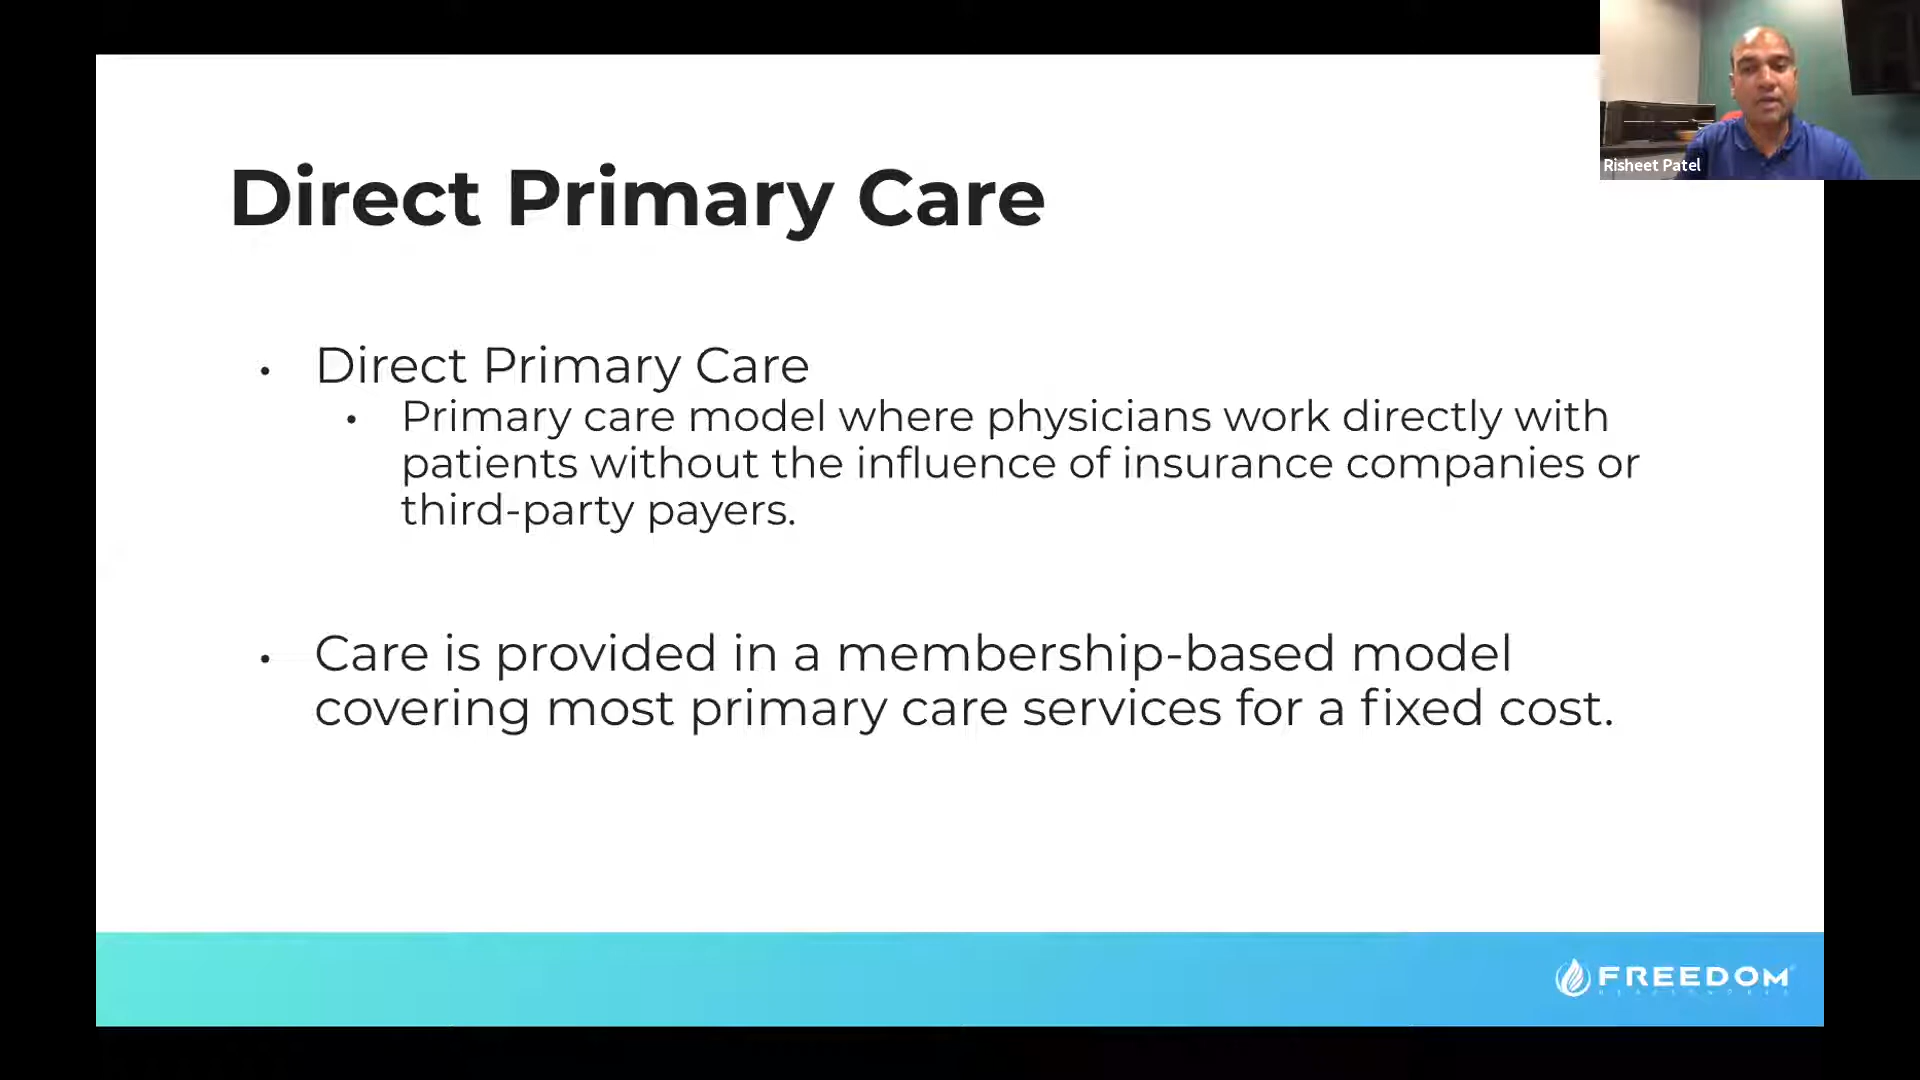 Risheet Patel
Direct Primary Care
• Direct Primary Care
• Primary care model where physicians work directly with
patients without the influence of insurance companies or
third-party payers.
• Care is provided in a membership-based model
covering most primary care services for a fixed cost.
FREEDOM